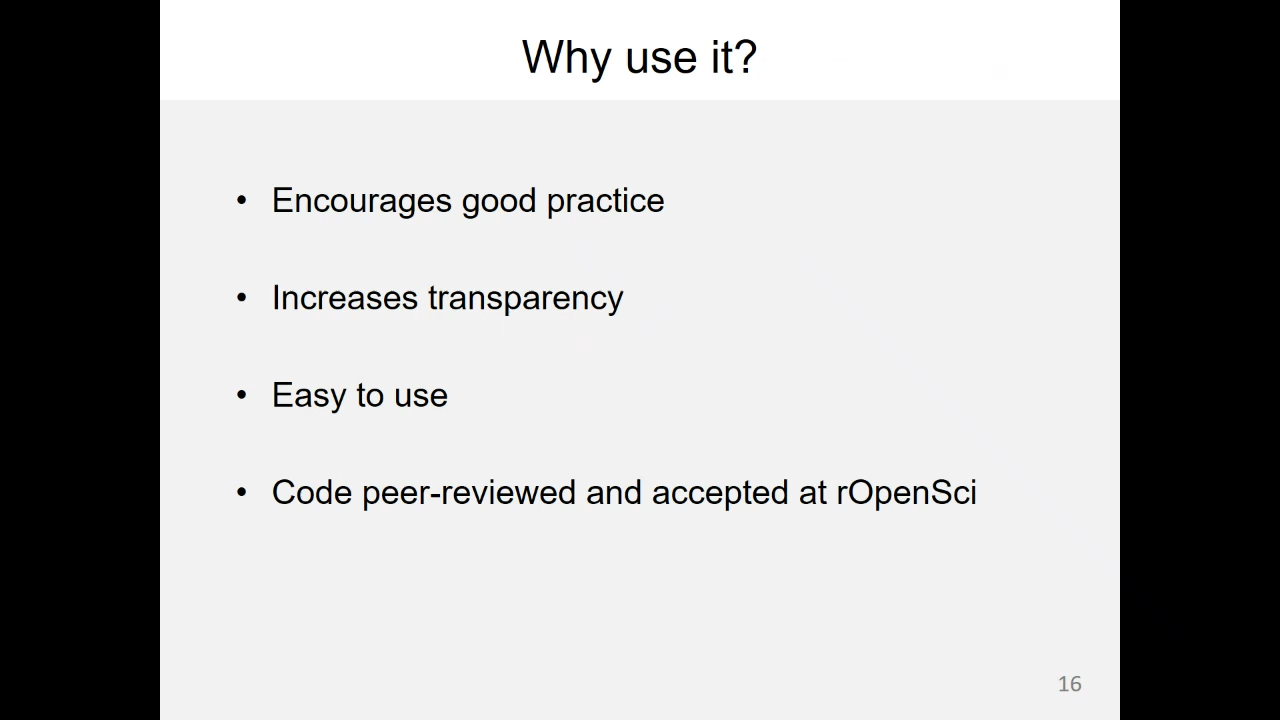 Why use it?
• Encourages good practice
• Increases transparency
• Easy to use
• Code peer-reviewed and accepted at rOpenSci
16